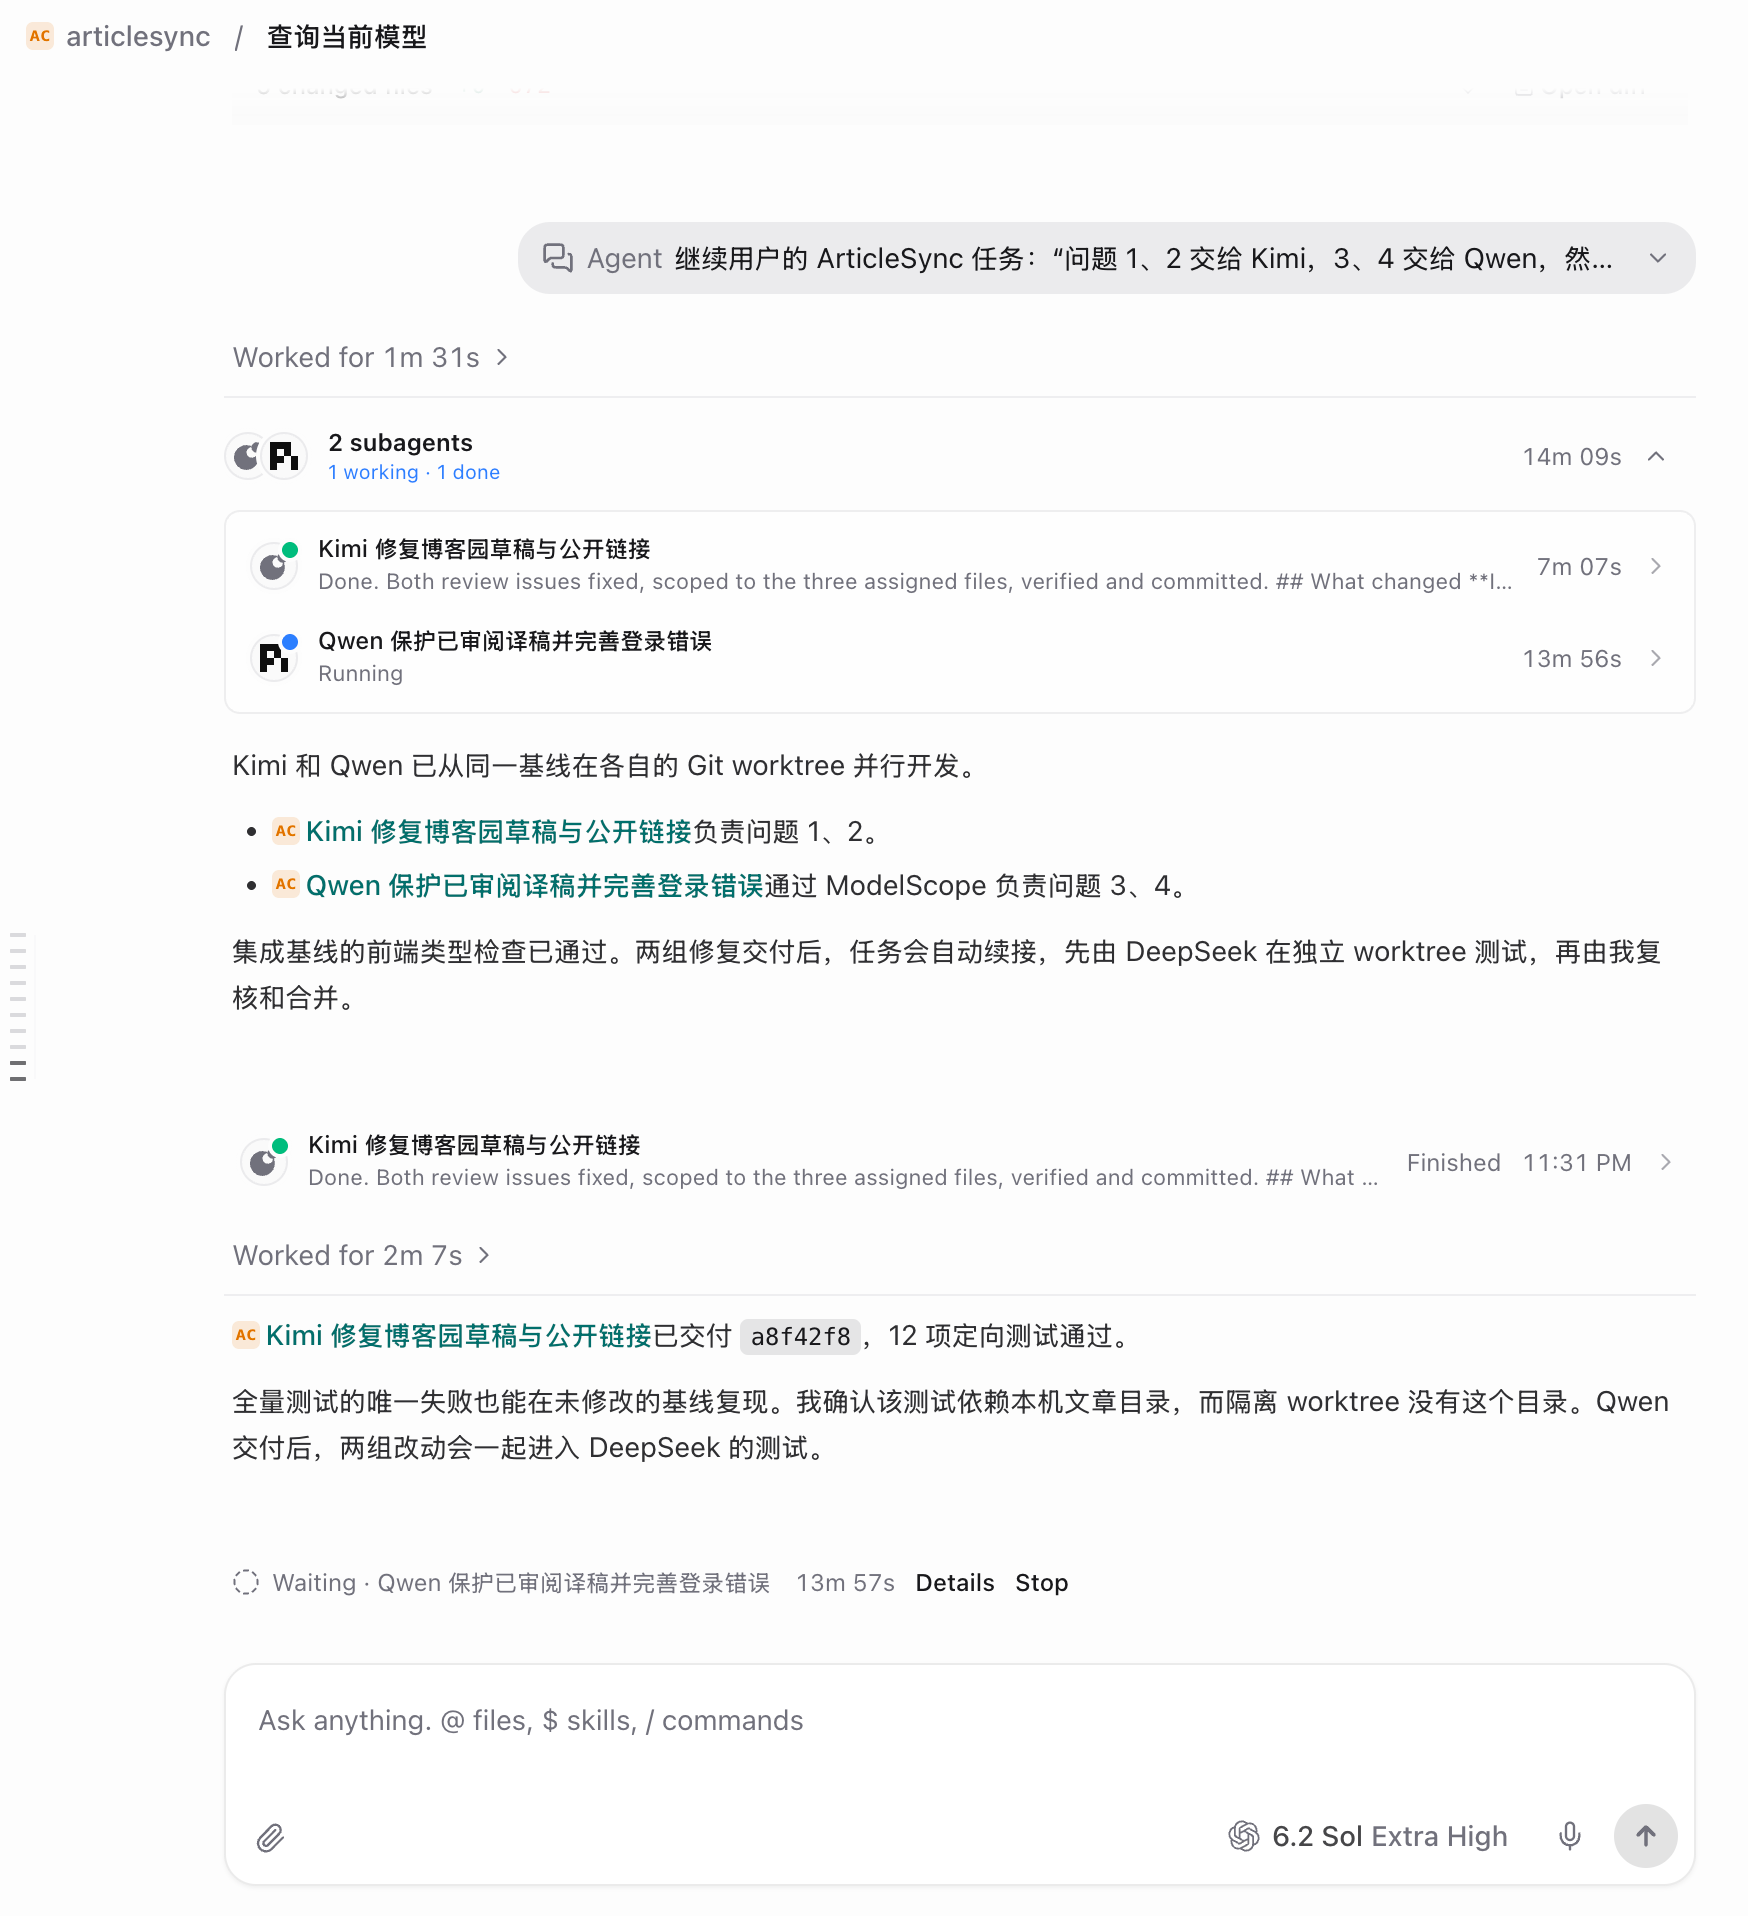 AC articlesync / 查询当前模型
Agent 继续用户的 ArticleSync 任务：“问题 1、2 交给 Kimi，3、4 交给 Qwen，然...
Worked for 1m 31s
2 subagents
1 working · 1 done
14m 09s
Kimi 修复博客园草稿与公开链接
Done. Both review issues fixed, scoped to the three assigned files, verified and committed. ## What changed **I...
7m 07s
Qwen 保护已审阅译稿并完善登录错误
Running
13m 56s
Kimi 和 Qwen 已从同一基线在各自的 Git worktree 并行开发。
• AC Kimi 修复博客园草稿与公开链接负责问题 1、2。
• AC Qwen 保护已审阅译稿并完善登录错误通过 ModelScope 负责问题 3、4。
集成基线的前端类型检查已通过。两组修复交付后，任务会自动续接，先由 DeepSeek 在独立 worktree 测试，再由我复
核和合并。
Kimi 修复博客园草稿与公开链接
Done. Both review issues fixed, scoped to the three assigned files, verified and committed. ## What ...
Finished 11:31 PM
Worked for 2m 7s
AC Kimi 修复博客园草稿与公开链接已交付 a8f42f8，12 项定向测试通过。
全量测试的唯一失败也能在未修改的基线复现。我确认该测试依赖本机文章目录，而隔离 worktree 没有这个目录。Qwen
交付后，两组改动会一起进入 DeepSeek 的测试。
Waiting · Qwen 保护已审阅译稿并完善登录错误 13m 57s Details Stop
Ask anything. @ files, $ skills, / commands
6.2 Sol Extra High